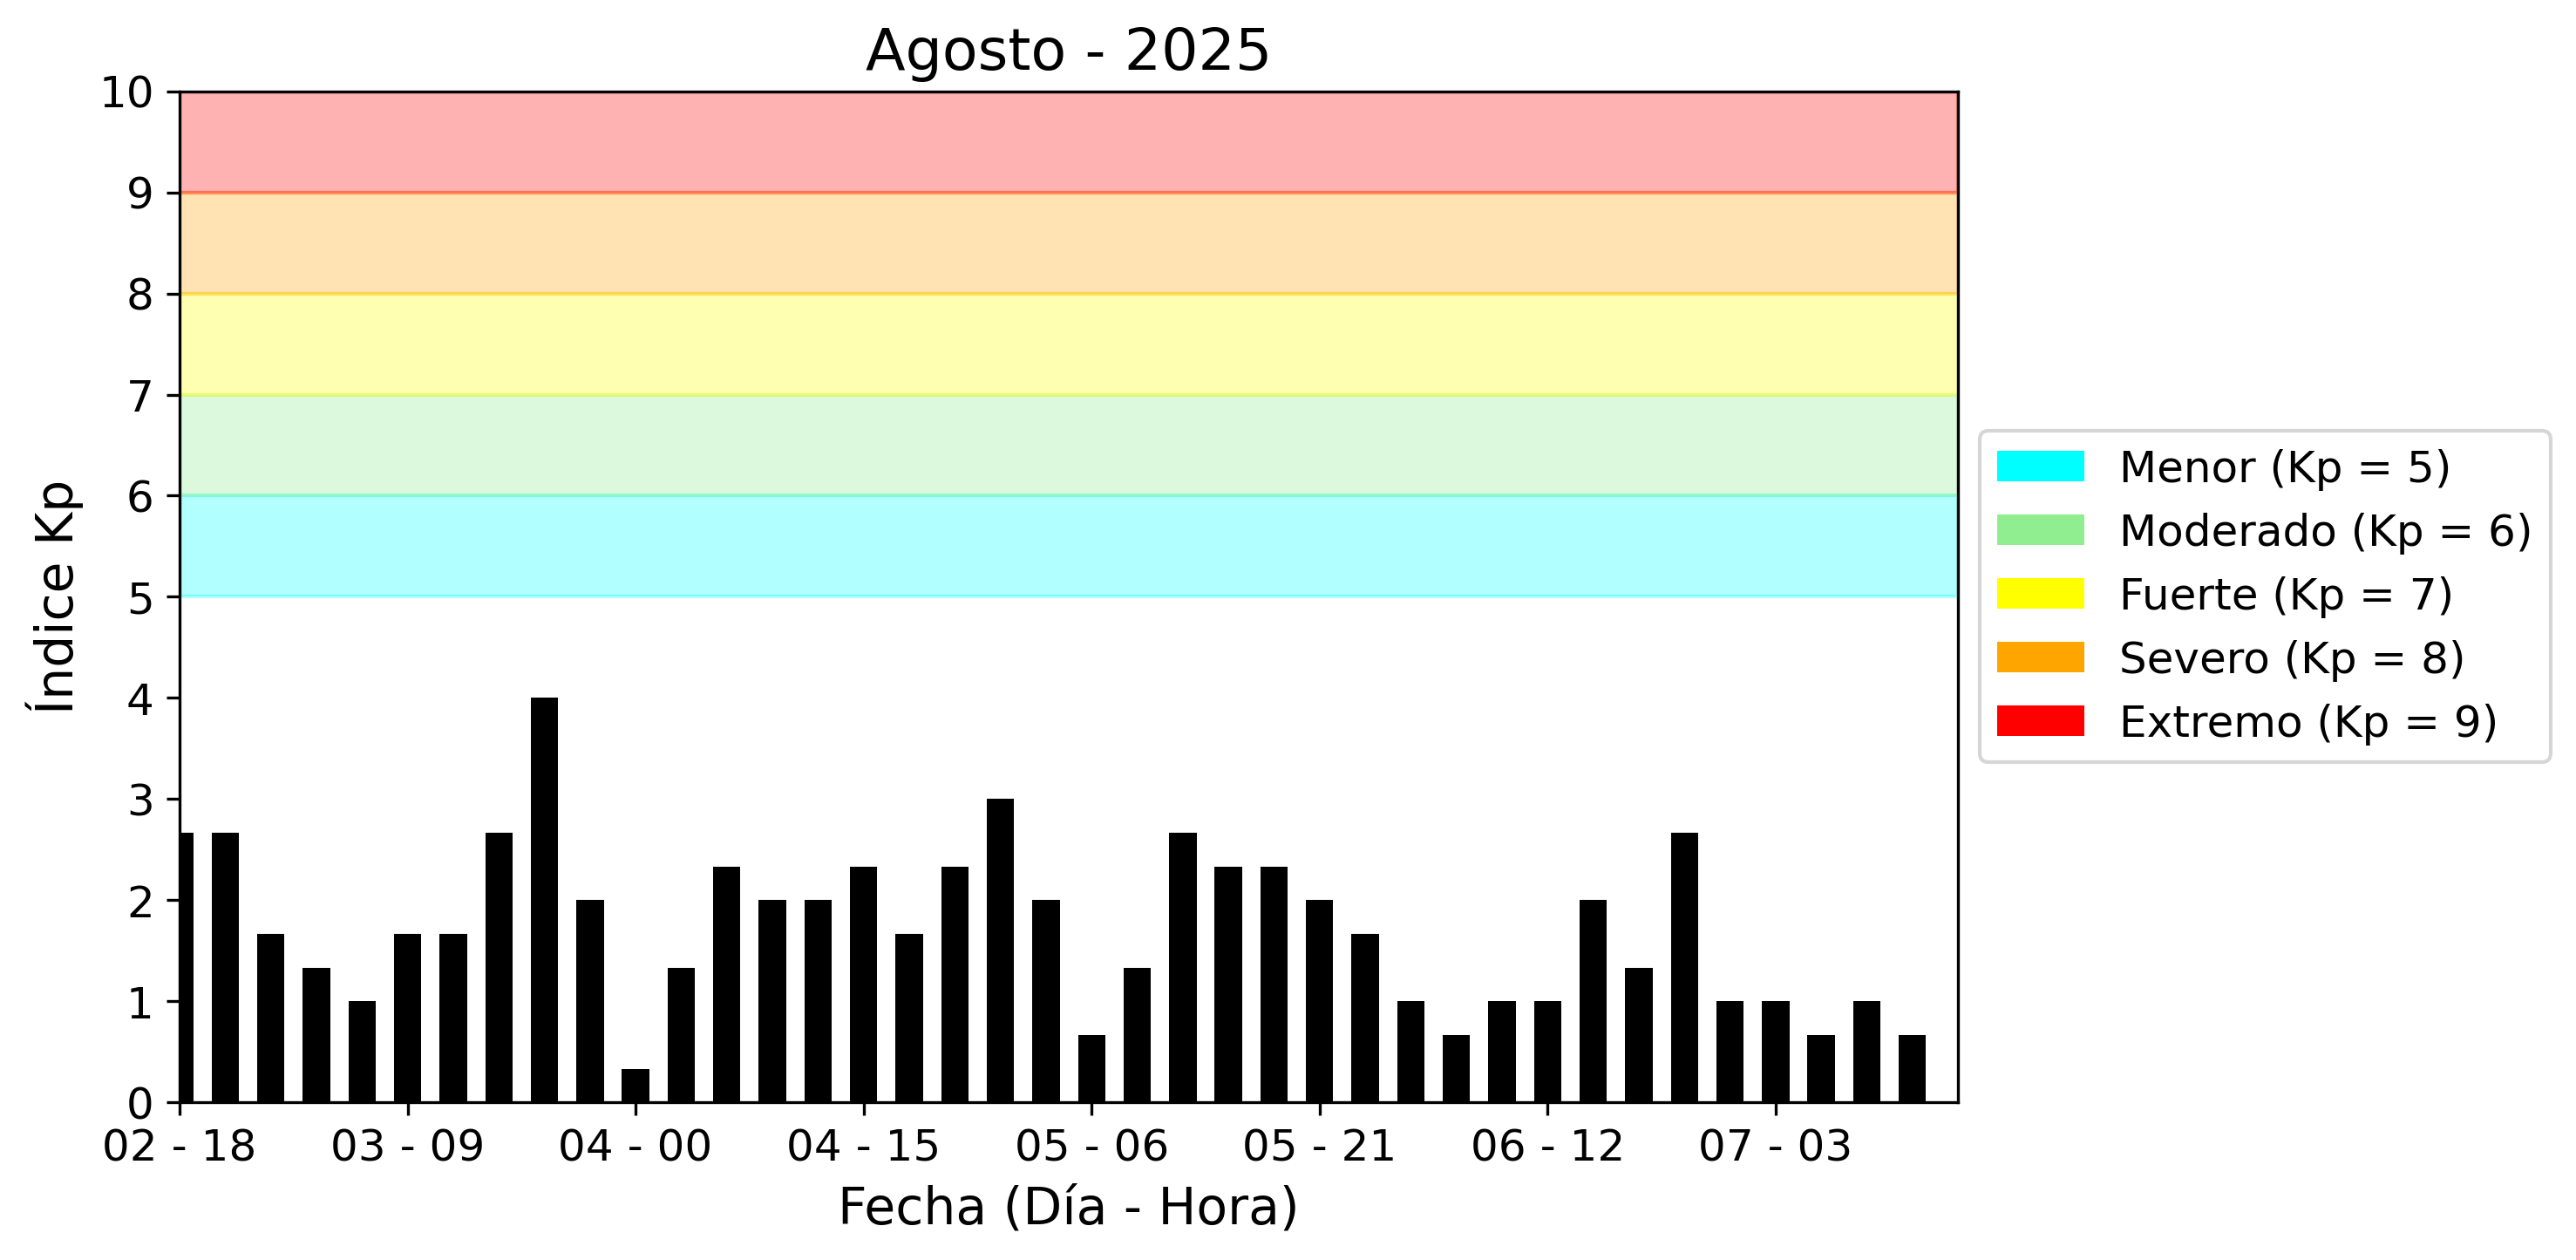 Agosto - 2025
10
9
8
7
6
5
4
3
2
1
0
Índice Kp
02 - 18 03 - 09 04 - 00 04 - 15 05 - 06 05 - 21 06 - 12 07 - 03
Fecha (Día - Hora)
Menor (Kp = 5)
Moderado (Kp = 6)
Fuerte (Kp = 7)
Severo (Kp = 8)
Extremo (Kp = 9)